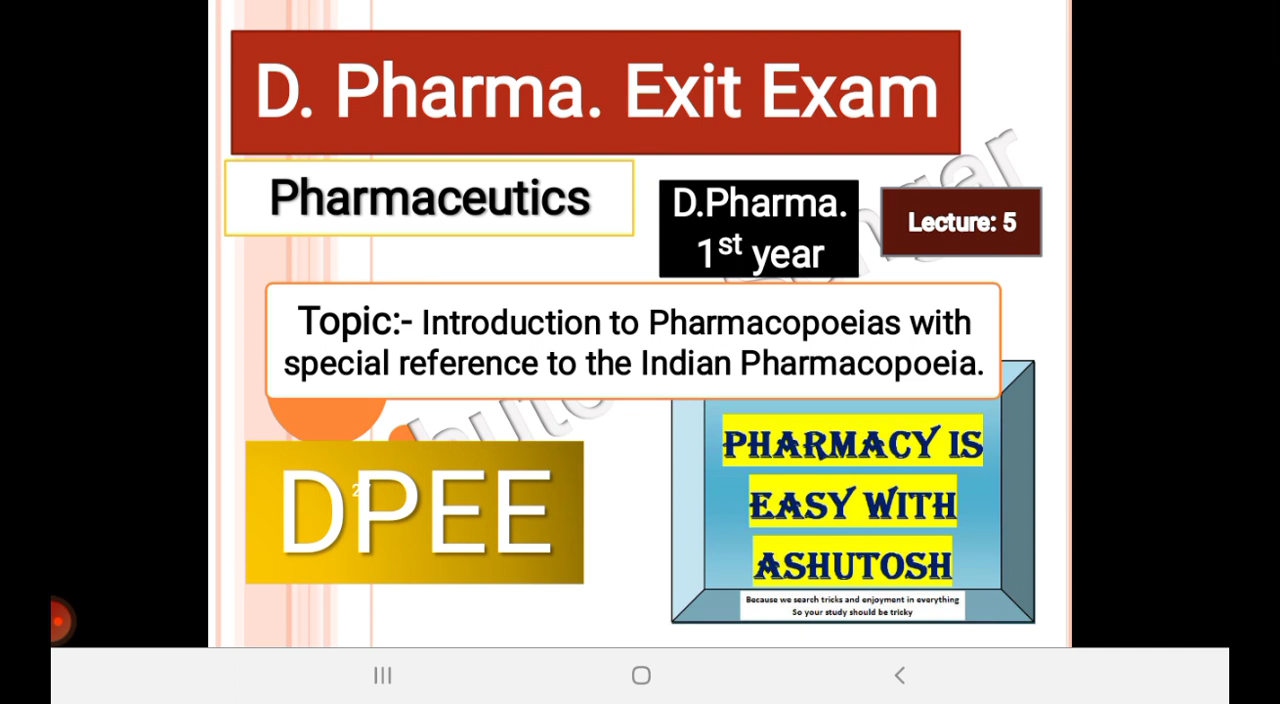 D. Pharma. Exit Exam
Pharmaceutics
D.Pharma.
1st year
Lecture: 5
Topic:- Introduction to Pharmacopoeias with
special reference to the Indian Pharmacopoeia.
DPEE
2
PHARMACY IS
EASY WITH
ASHUTOSH
Because we search tricks and enjoyment in everything
So your study should be tricky